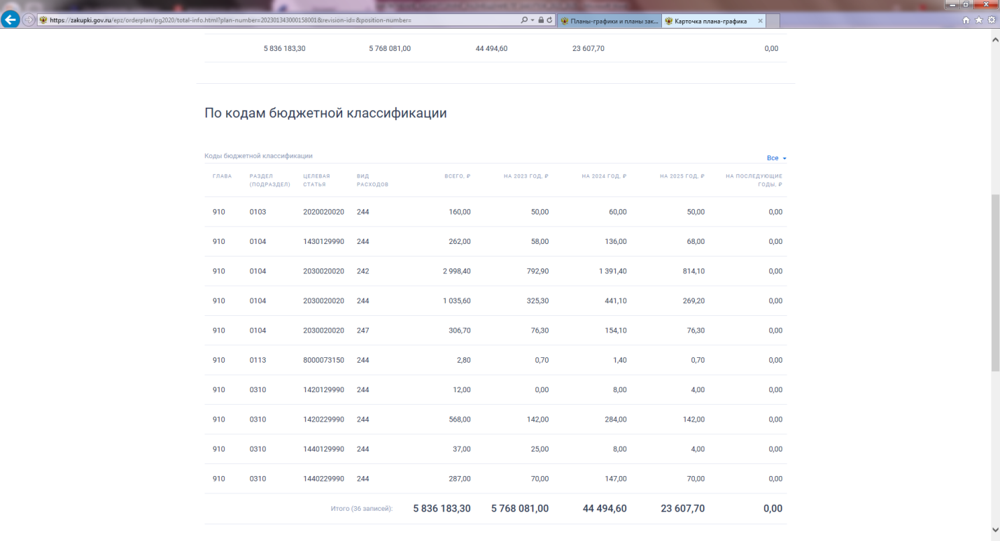 https://zakupki.gov.ru/epz/orderplan/pg2020/total-info.html?plan-number=202301343000158001&revision-id=&position-number=
Планы-графики и планы зак...
Карточка плана-графика
5 836 183,30 5 768 081,00 44 494,60 23 607,70 0,00
По кодам бюджетной классификации
Коды бюджетной классификации Все
ГЛАВА РАЗДЕЛ ЦЕЛЕВАЯ ВИД ВСЕГО, ₽ НА 2023 ГОД, ₽ НА 2024 ГОД, ₽ НА 2025 ГОД, ₽ НА ПОСЛЕДУЮЩИЕ
(ПОДРАЗДЕЛ) СТАТЬЯ РАСХОДОВ ГОДЫ, ₽
910 0103 2020020020 244 160,00 50,00 60,00 50,00 0,00
910 0104 1430129990 244 262,00 58,00 136,00 68,00 0,00
910 0104 2030020020 242 2 998,40 792,90 1 391,40 814,10 0,00
910 0104 2030020020 244 1 035,60 325,30 441,10 269,20 0,00
910 0104 2030020020 247 306,70 76,30 154,10 76,30 0,00
910 0113 8000073150 244 2,80 0,70 1,40 0,70 0,00
910 0310 1420129990 244 12,00 0,00 8,00 4,00 0,00
910 0310 1420229990 244 568,00 142,00 284,00 142,00 0,00
910 0310 1440129990 244 37,00 25,00 8,00 4,00 0,00
910 0310 1440229990 244 287,00 70,00 147,00 70,00 0,00
Итого (36 записей): 5 836 183,30 5 768 081,00 44 494,60 23 607,70 0,00